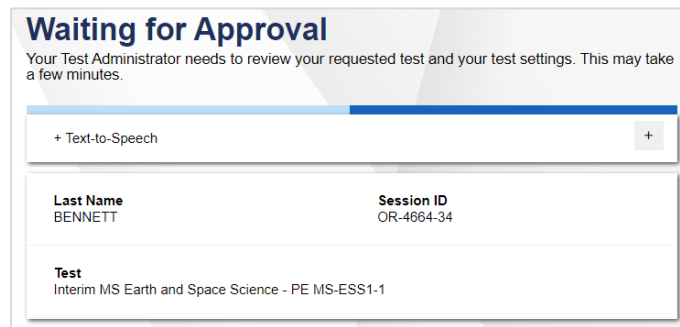 Waiting for Approval
Your Test Administrator needs to review your requested test and your test settings. This may take
a few minutes.
+ Text-to-Speech +
Last Name Session ID
BENNETT OR-4664-34
Test
Interim MS Earth and Space Science - PE MS-ESS1-1